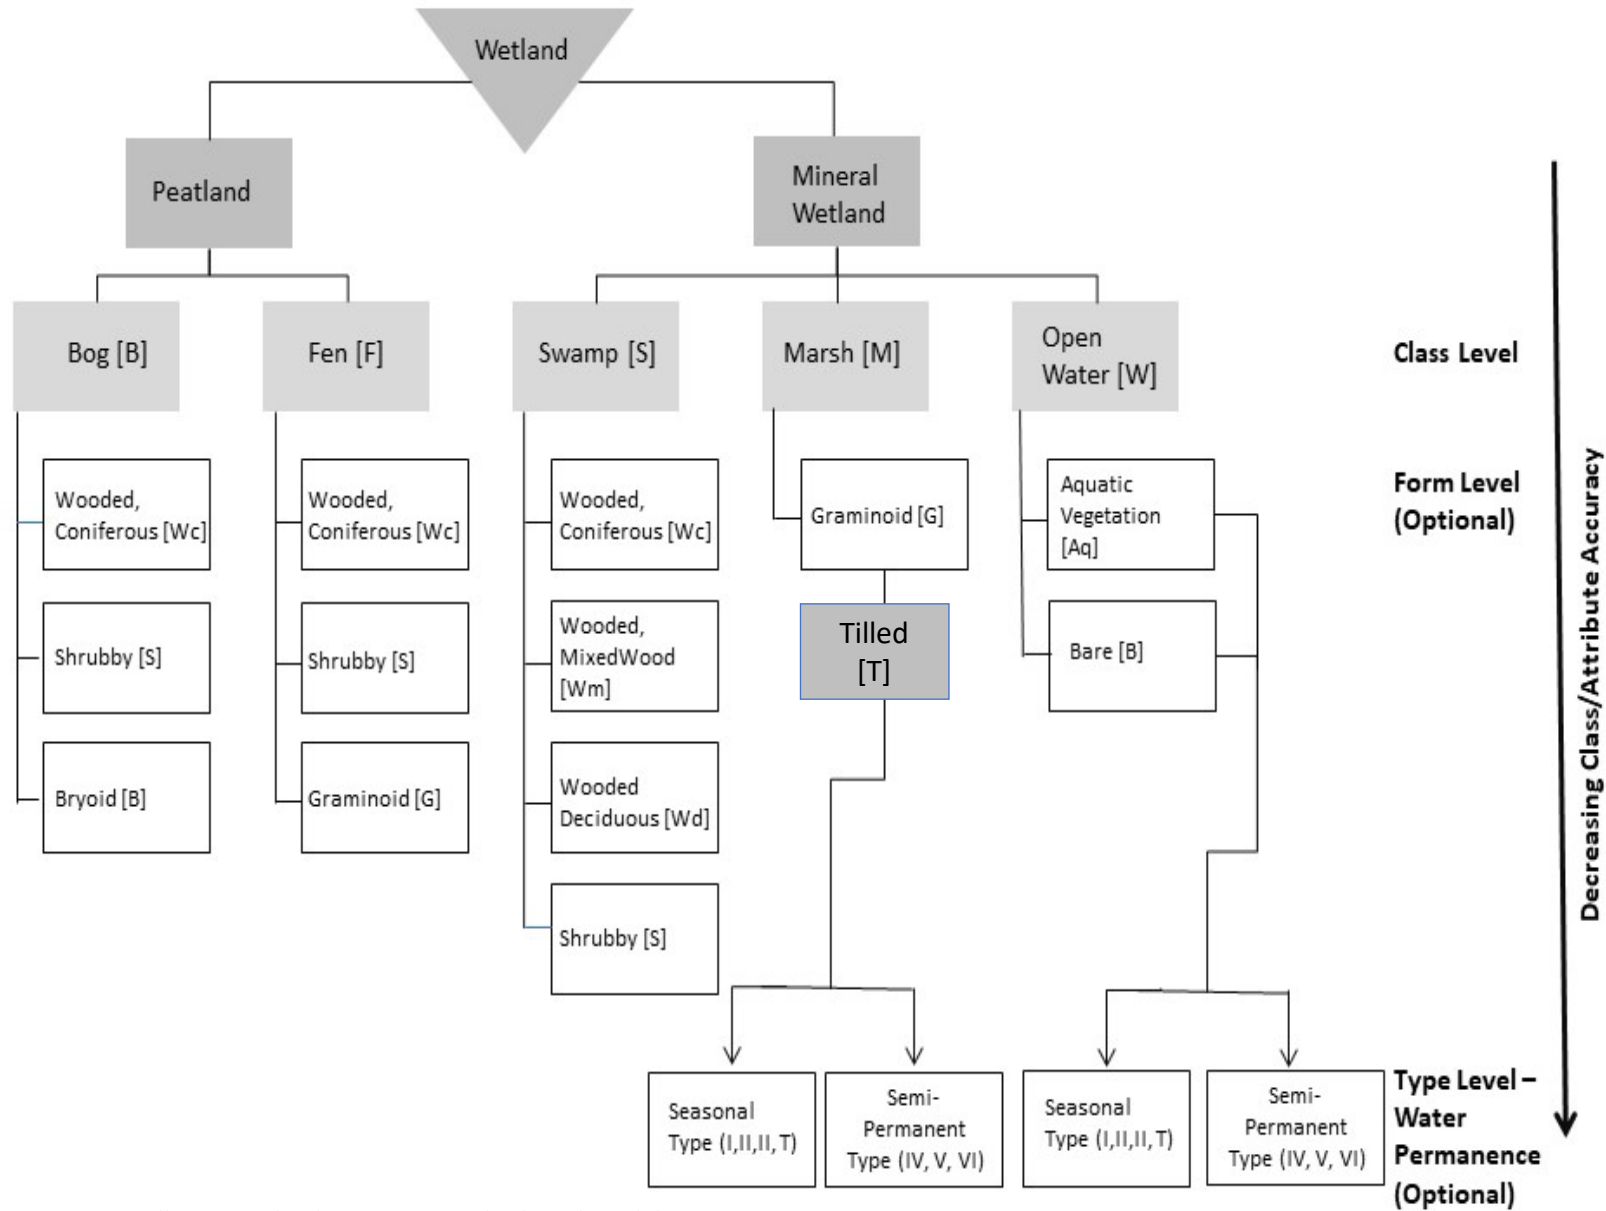 Wetland
Peatland
Mineral
Wetland
Bog [B]
Fen [F]
Swamp [S]
Marsh [M]
Open
Water [W]
Class Level
Wooded,
Coniferous [Wc]
Wooded,
Coniferous [Wc]
Wooded,
Coniferous [Wc]
Graminoid [G]
Aquatic
Vegetation
[Aq]
Form Level
(Optional)
Shrubby [S]
Shrubby [S]
Wooded,
MixedWood
[Wm]
Tilled
[T]
Bare [B]
Bryoid [B]
Graminoid [G]
Wooded
Deciduous [Wd]
Shrubby [S]
Decreasing Class/Attribute Accuracy
Seasonal
Type (I,II,II, T)
Semi-
Permanent
Type (IV, V, VI)
Seasonal
Type (I,II,II, T)
Semi-
Permanent
Type (IV, V, VI)
Type Level –
Water
Permanence
(Optional)